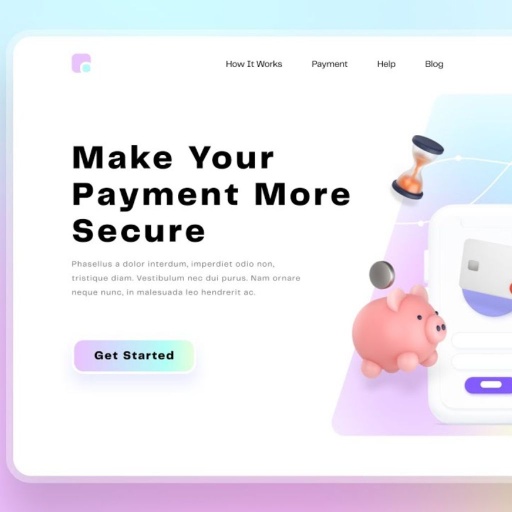 How It Works Payment Help Blog
Make Your
Payment More
Secure
Phasellus a dolor interdum, imperdiet odio non,
tristique diam. Vestibulum nec dui purus. Nam ornare
neque nunc, in malesuada leo hendrerit ac.
Get Started